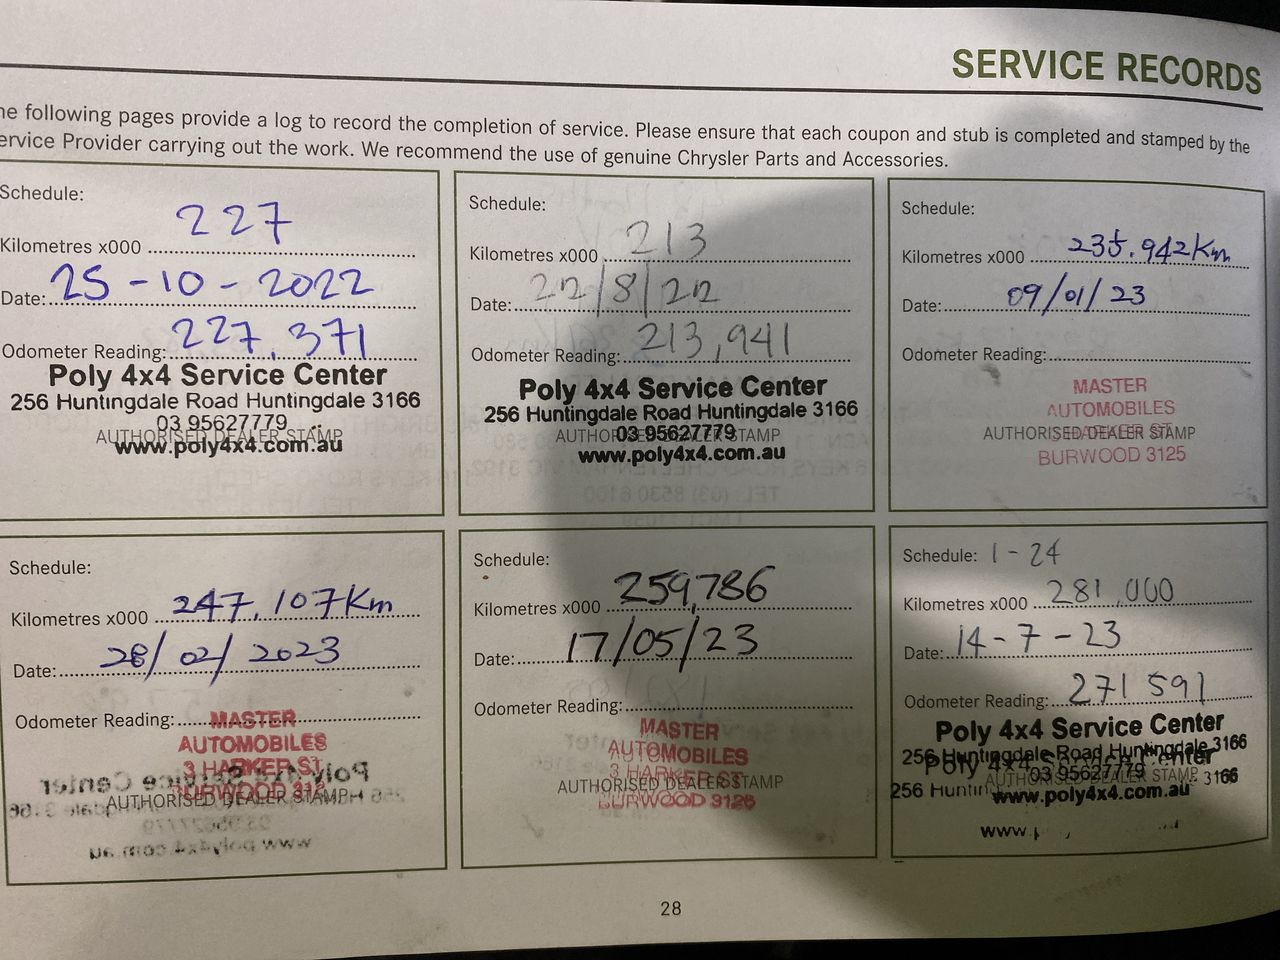 SERVICE RECORDS
he following pages provide a log to record the completion of service. Please ensure that each coupon and stub is completed and stamped by the
ervice Provider carrying out the work. We recommend the use of genuine Chrysler Parts and Accessories.
Schedule:
Kilometres x000 227
Date: 25-10-2022
Odometer Reading: 227,371
Poly 4x4 Service Center
256 Huntingdale Road Huntingdale 3166
03 95627779
AUTHORISED DEALER STAMP
www.poly4x4.com.au
Schedule:
Kilometres x000 213
Date: 22/8/22
Odometer Reading: 213,941
Poly 4x4 Service Center
256 Huntingdale Road Huntingdale 3166
03 95627779
AUTHORISED DEALER STAMP
www.poly4x4.com.au
Schedule:
Kilometres x000 235.942Km
Date: 09/01/23
Odometer Reading:
MASTER
AUTOMOBILES
AUTHORISED DEALER STAMP
BURWOOD 3125
Schedule:
Kilometres x000 247,107Km
Date: 28/02/2023
Odometer Reading:
MASTER
AUTOMOBILES
3 HARKER ST
AUTHORISED DEALER STAMP
Schedule:
Kilometres x000 259,786
Date: 17/05/23
Odometer Reading:
MASTER
AUTOMOBILES
3 HARKER ST
AUTHORISED DEALER STAMP
BURWOOD 3125
Schedule: 1-24
Kilometres x000 281,000
Date: 14-7-23
Odometer Reading: 271 591
Poly 4x4 Service Center
256 Huntingdale Road Huntingdale 3166
03 95627779
AUTHORISED DEALER STAMP
www.poly4x4.com.au
28